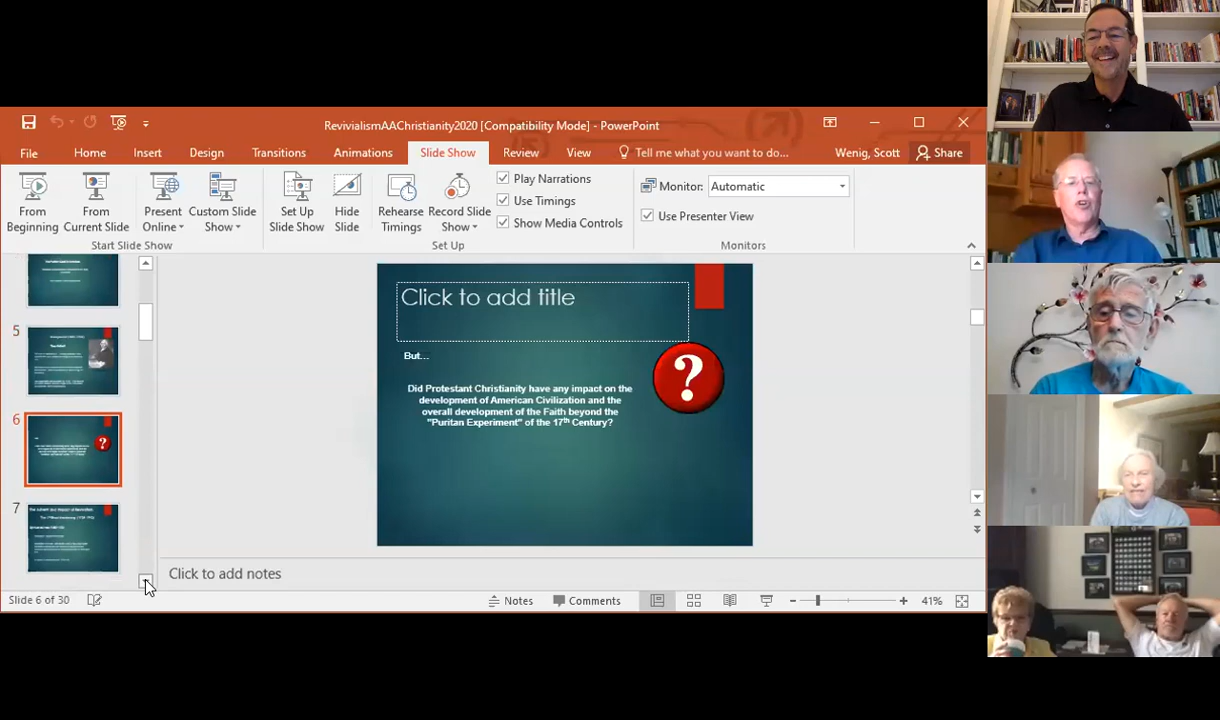 RevivialismAAChristianity2020 [Compatibility Mode] - PowerPoint
File Home Insert Design Transitions Animations Slide Show Review View Tell me what you want to do... Wenig, Scott Share
From Beginning
From Current Slide
Present Online
Custom Slide Show
Set Up Slide Show
Hide Slide
Rehearse Timings
Record Slide Show
Play Narrations
Use Timings
Show Media Controls
Monitor: Automatic
Use Presenter View
Start Slide Show Set Up Monitors
5
6
7
Click to add title
But...
?
Did Protestant Christianity have any impact on the
development of American Civilization and the
overall development of the Faith beyond the
"Puritan Experiment" of the 17th Century?
Click to add notes
Slide 6 of 30 Notes Comments 41%